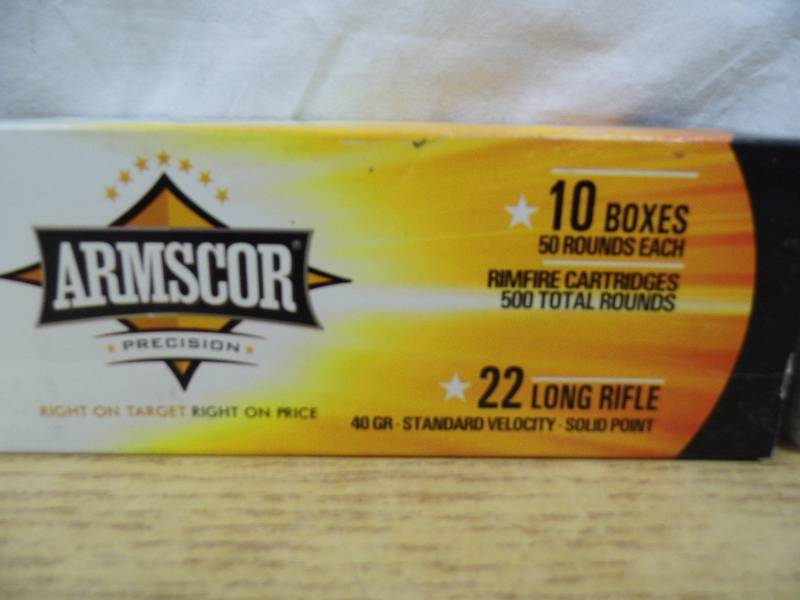 ARMSCOR®
PRECISION
RIGHT ON TARGET RIGHT ON PRICE
10 BOXES
50 ROUNDS EACH
RIMFIRE CARTRIDGES
500 TOTAL ROUNDS
22 LONG RIFLE
40 GR · STANDARD VELOCITY · SOLID POINT